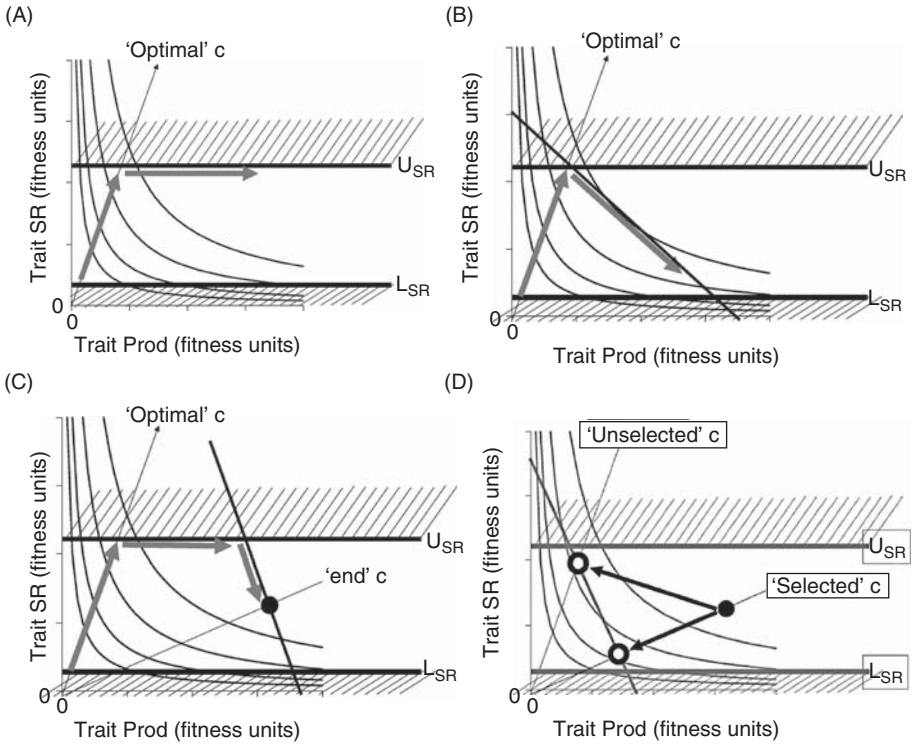 (A)
'Optimal' c
Trait SR (fitness units)
U_SR
L_SR
0
0
Trait Prod (fitness units)
(B)
'Optimal' c
Trait SR (fitness units)
U_SR
L_SR
0
0
Trait Prod (fitness units)
(C)
'Optimal' c
Trait SR (fitness units)
U_SR
'end' c
L_SR
0
0
Trait Prod (fitness units)
(D)
'Unselected' c
Trait SR (fitness units)
U_SR
'Selected' c
L_SR
0
0
Trait Prod (fitness units)